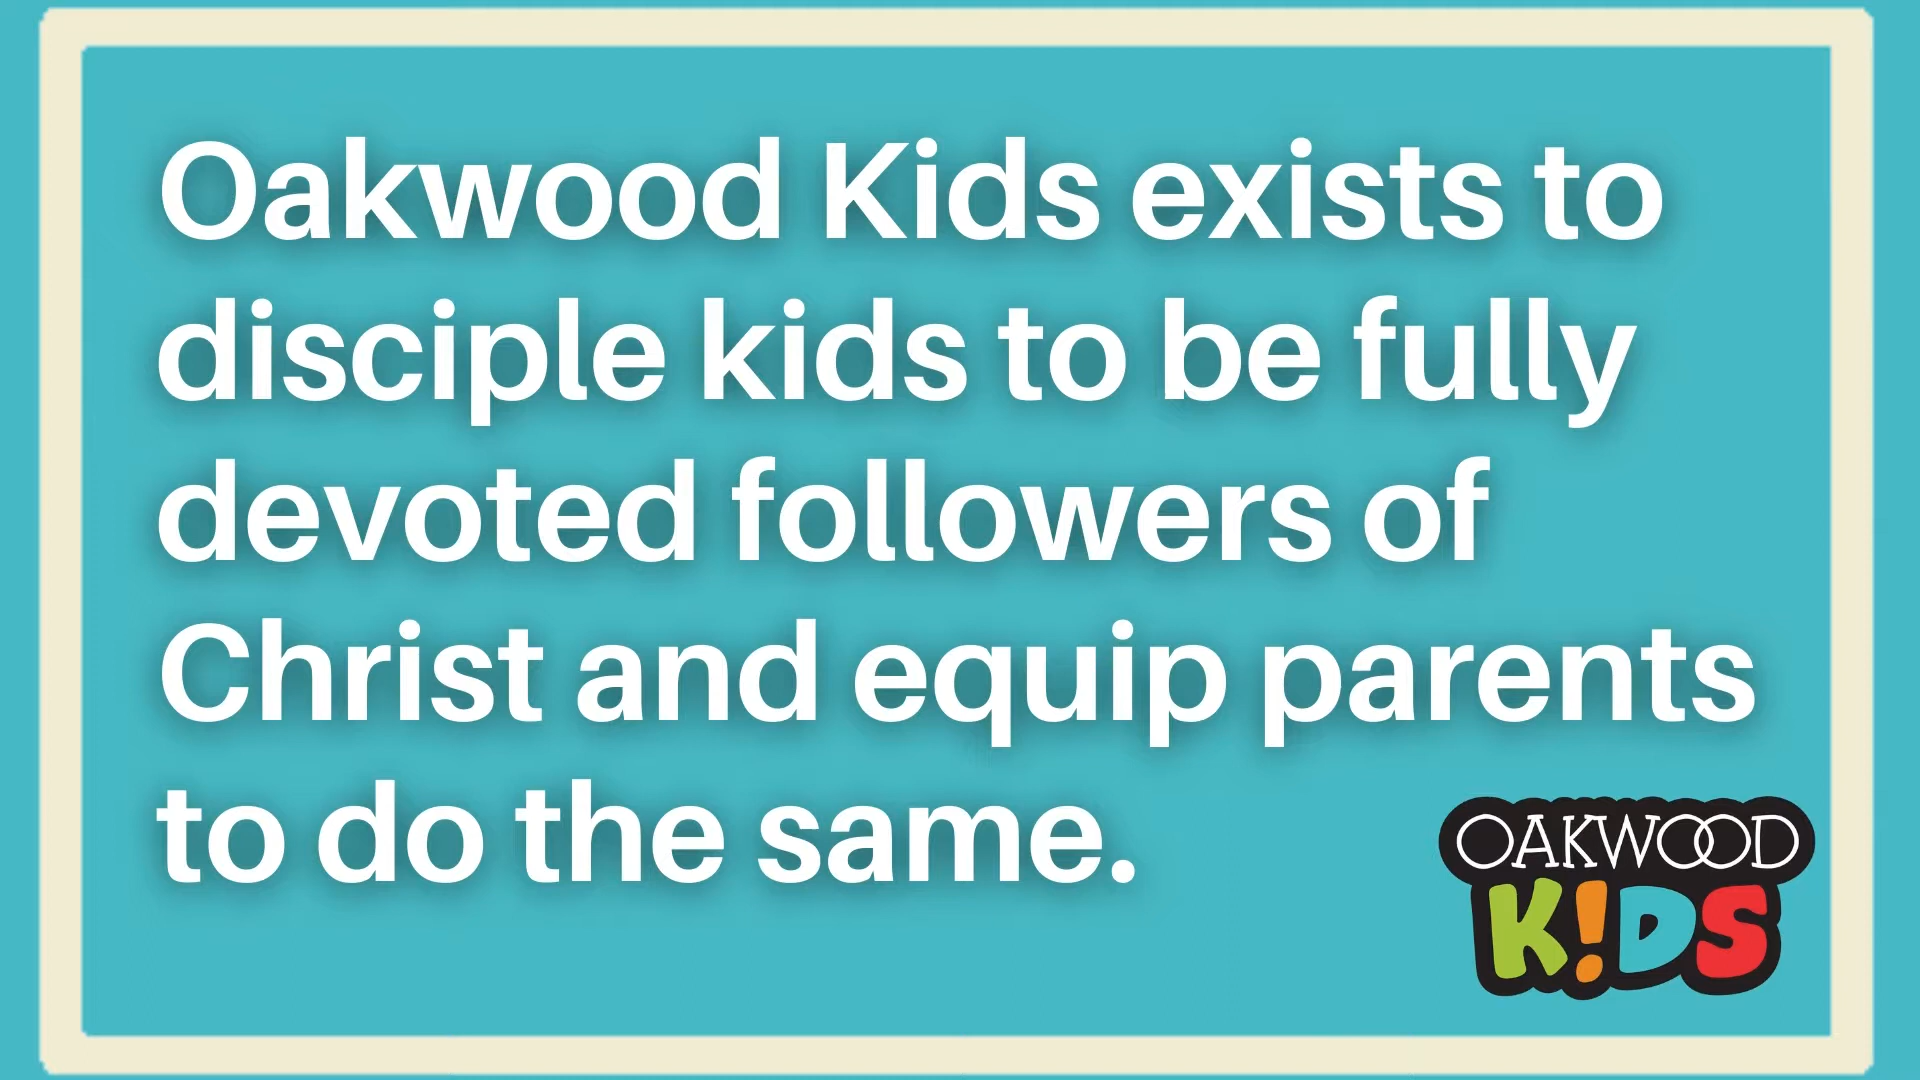 Oakwood Kids exists to
disciple kids to be fully
devoted followers of
Christ and equip parents
to do the same.
OAKWOOD
K!DS